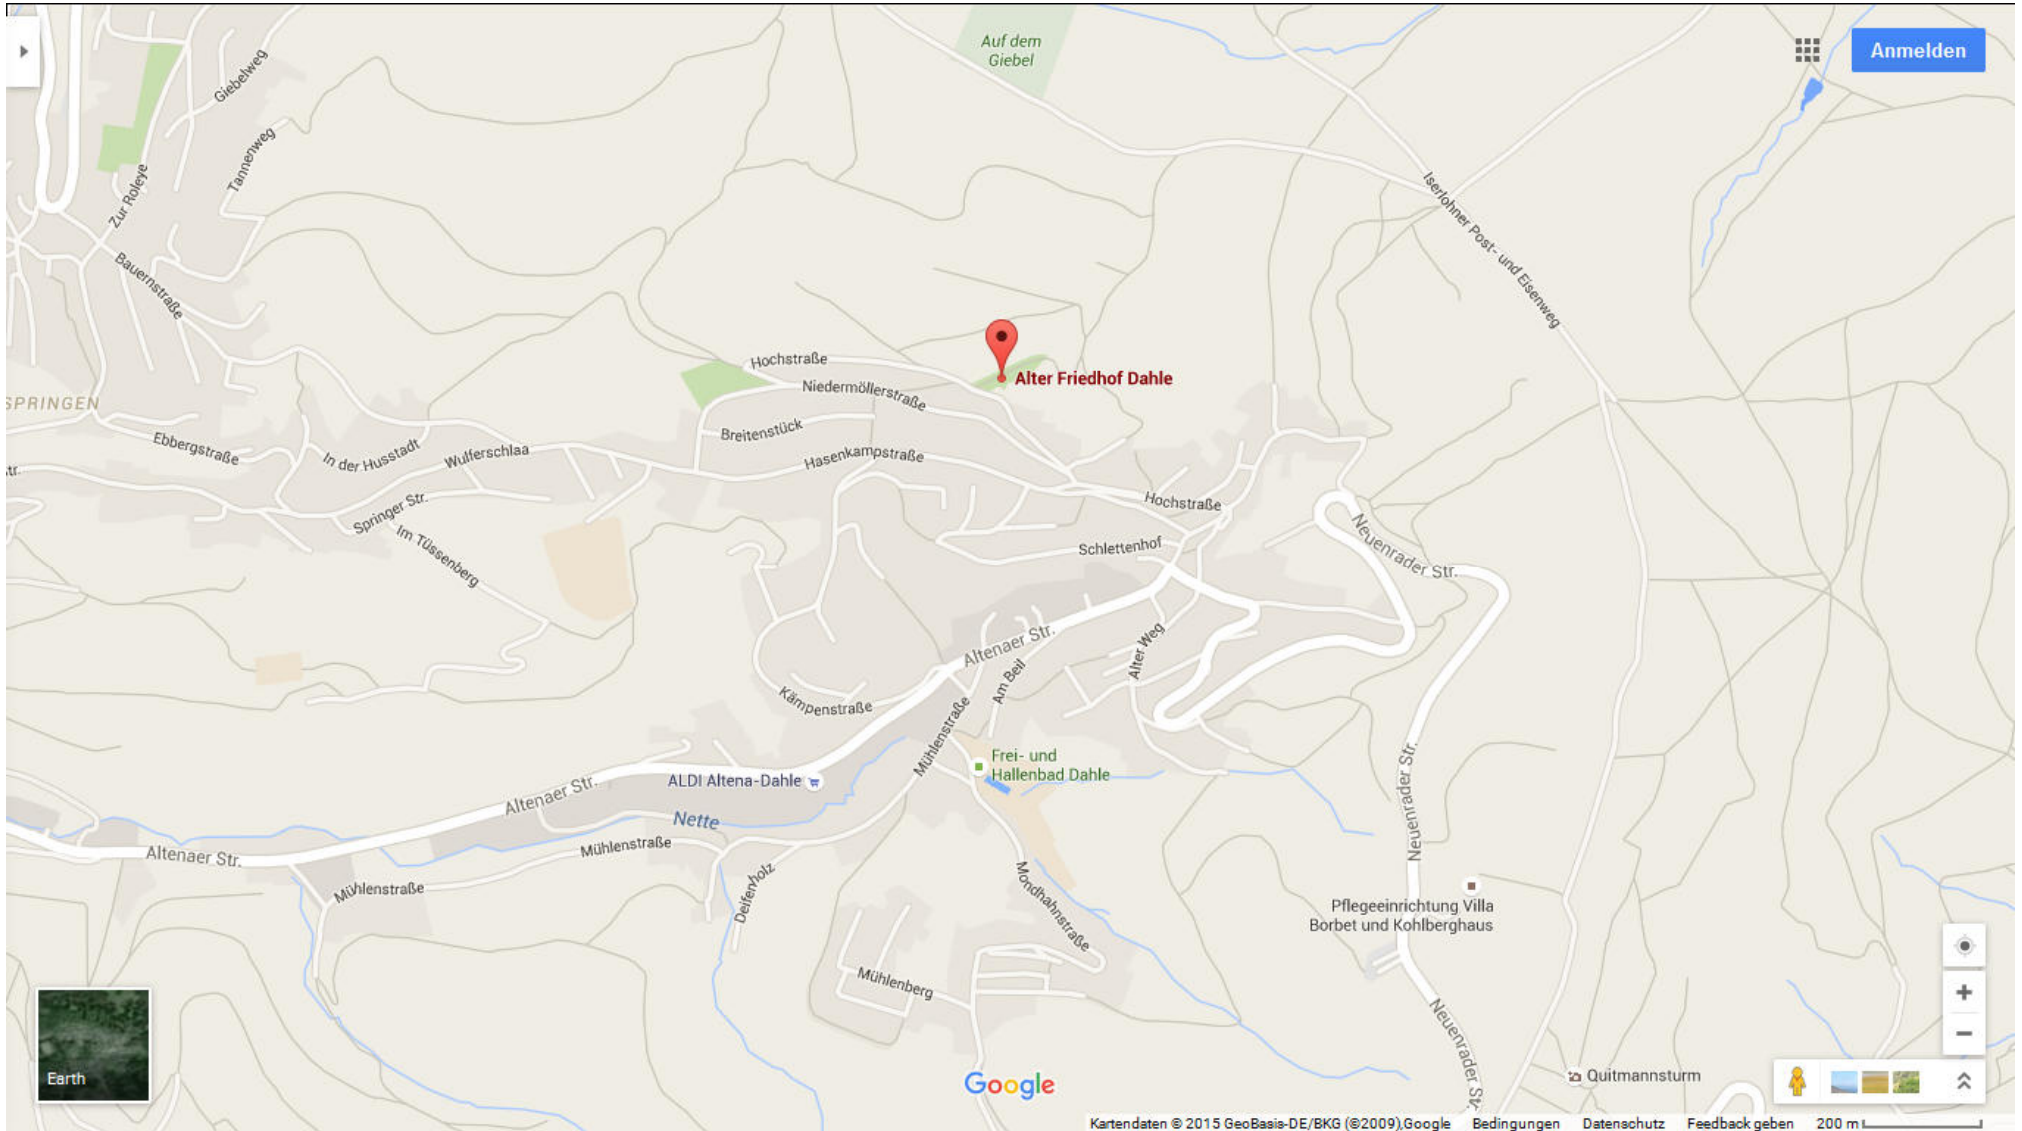 Auf dem
Giebel
Anmelden
Giebelweg
Tannenweg
Zur Roleye
Bauernstraße
Iserlohner Post- und Eisenweg
Hochstraße
Alter Friedhof Dahle
Niedermöllerstraße
SPRINGEN
Breitenstück
Ebbergstraße
In der Husstadt
Wulferschlaa
Hasenkampstraße
str.
Springer Str.
Hochstraße
Im Tüssenberg
Schlettenhof
Neuenrader Str.
Altenaer Str.
Alter Weg
Am Beil
Kämpenstraße
Mühlenstraße
Frei- und
Hallenbad Dahle
ALDI Altena-Dahle
Altenaer Str.
Neuenrader Str.
Nette
Mühlenstraße
Altenaer Str.
Mühlenstraße
Deifenholz
Mondhahnstraße
Pflegeeinrichtung Villa
Borbet und Kohlberghaus
Mühlenberg
Neuenrader Str.
Earth
Google
Quitmannsturm
Kartendaten © 2015 GeoBasis-DE/BKG (©2009),Google Bedingungen Datenschutz Feedback geben 200 m